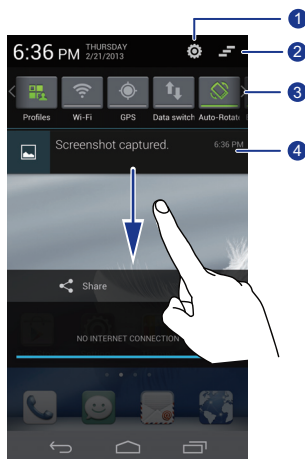 1
6:36 PM THURSDAY
2/21/2013
2
3
Profiles Wi-Fi GPS Data switch Auto-Rotate
Screenshot captured. 6:36 PM
4
Share
NO INTERNET CONNECTION